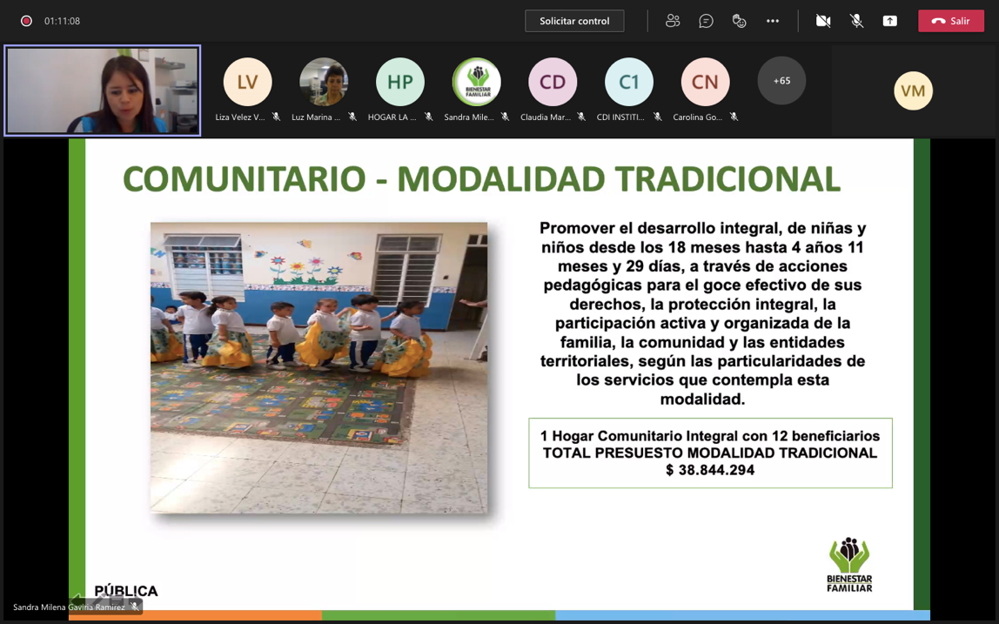 01:11:08
Solicitar control
Salir
LV
HP
BIENESTAR
FAMILIAR
CD
C1
CN
+65
VM
Liza Velez V...
Luz Marina ...
HOGAR LA ...
Sandra Mile...
Claudia Mar...
CDI INSTITI...
Carolina Go...
COMUNITARIO - MODALIDAD TRADICIONAL
Promover el desarrollo integral, de niñas y
niños desde los 18 meses hasta 4 años 11
meses y 29 días, a través de acciones
pedagógicas para el goce efectivo de sus
derechos, la protección integral, la
participación activa y organizada de la
familia, la comunidad y las entidades
territoriales, según las particularidades de
los servicios que contempla esta
modalidad.
1 Hogar Comunitario Integral con 12 beneficiarios
TOTAL PRESUESTO MODALIDAD TRADICIONAL
$ 38.844.294
BIENESTAR
FAMILIAR
PÚBLICA
Sandra Milena Gaviria Ramirez